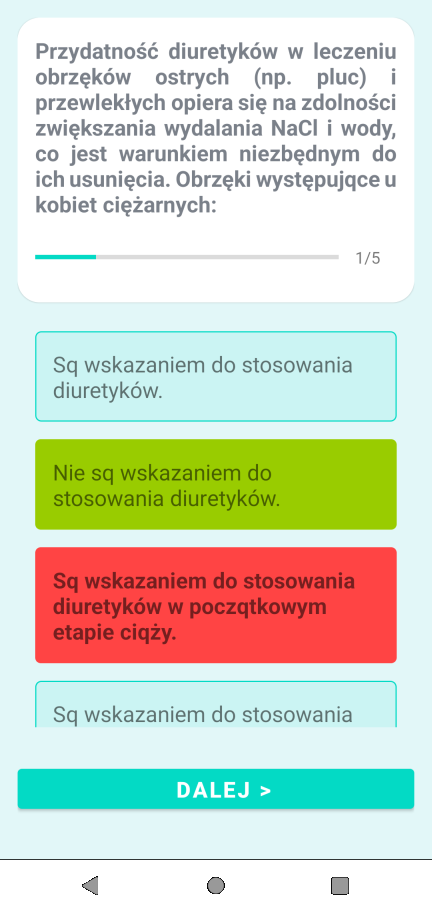 Przydatność diuretyków w leczeniu
obrzęków ostrych (np. pluc) i
przewlekłych opiera się na zdolności
zwiększania wydalania NaCl i wody,
co jest warunkiem niezbędnym do
ich usunięcia. Obrzęki występujqce u
kobiet ciężarnych:
1/5
Sq wskazaniem do stosowania
diuretyków.
Nie sq wskazaniem do
stosowania diuretyków.
Sq wskazaniem do stosowania
diuretyków w poczqtkowym
etapie ciqży.
Sq wskazaniem do stosowania
DALEJ >